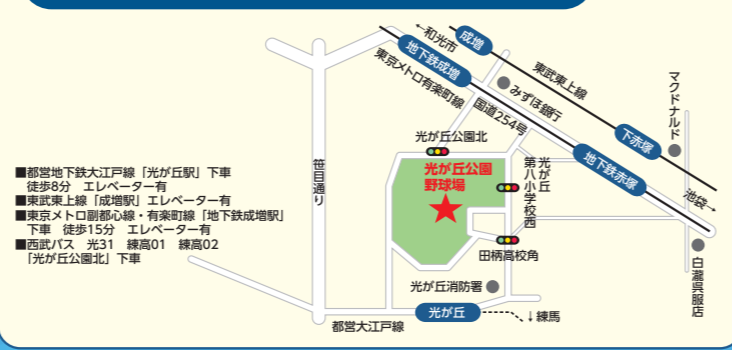 ■都営地下鉄大江戸線「光が丘駅」下車
徒歩8分 エレベーター有
■東武東上線「成増駅」エレベーター有
■東京メトロ副都心線・有楽町線「地下鉄成増駅」
下車 徒歩15分 エレベーター有
■西武バス 光31 練高01 練高02
「光が丘公園北」下車
←和光市
成増
地下鉄成増
東武東上線
東京メトロ有楽町線
みずほ銀行
国道254号
マクドナルド
下赤塚
地下鉄赤塚
池袋→
光が丘公園北
笹目通り
光が丘公園
野球場
光が丘
第八小学校西
田柄高校角
白瀧呉服店
光が丘消防署
光が丘
↓練馬
都営大江戸線